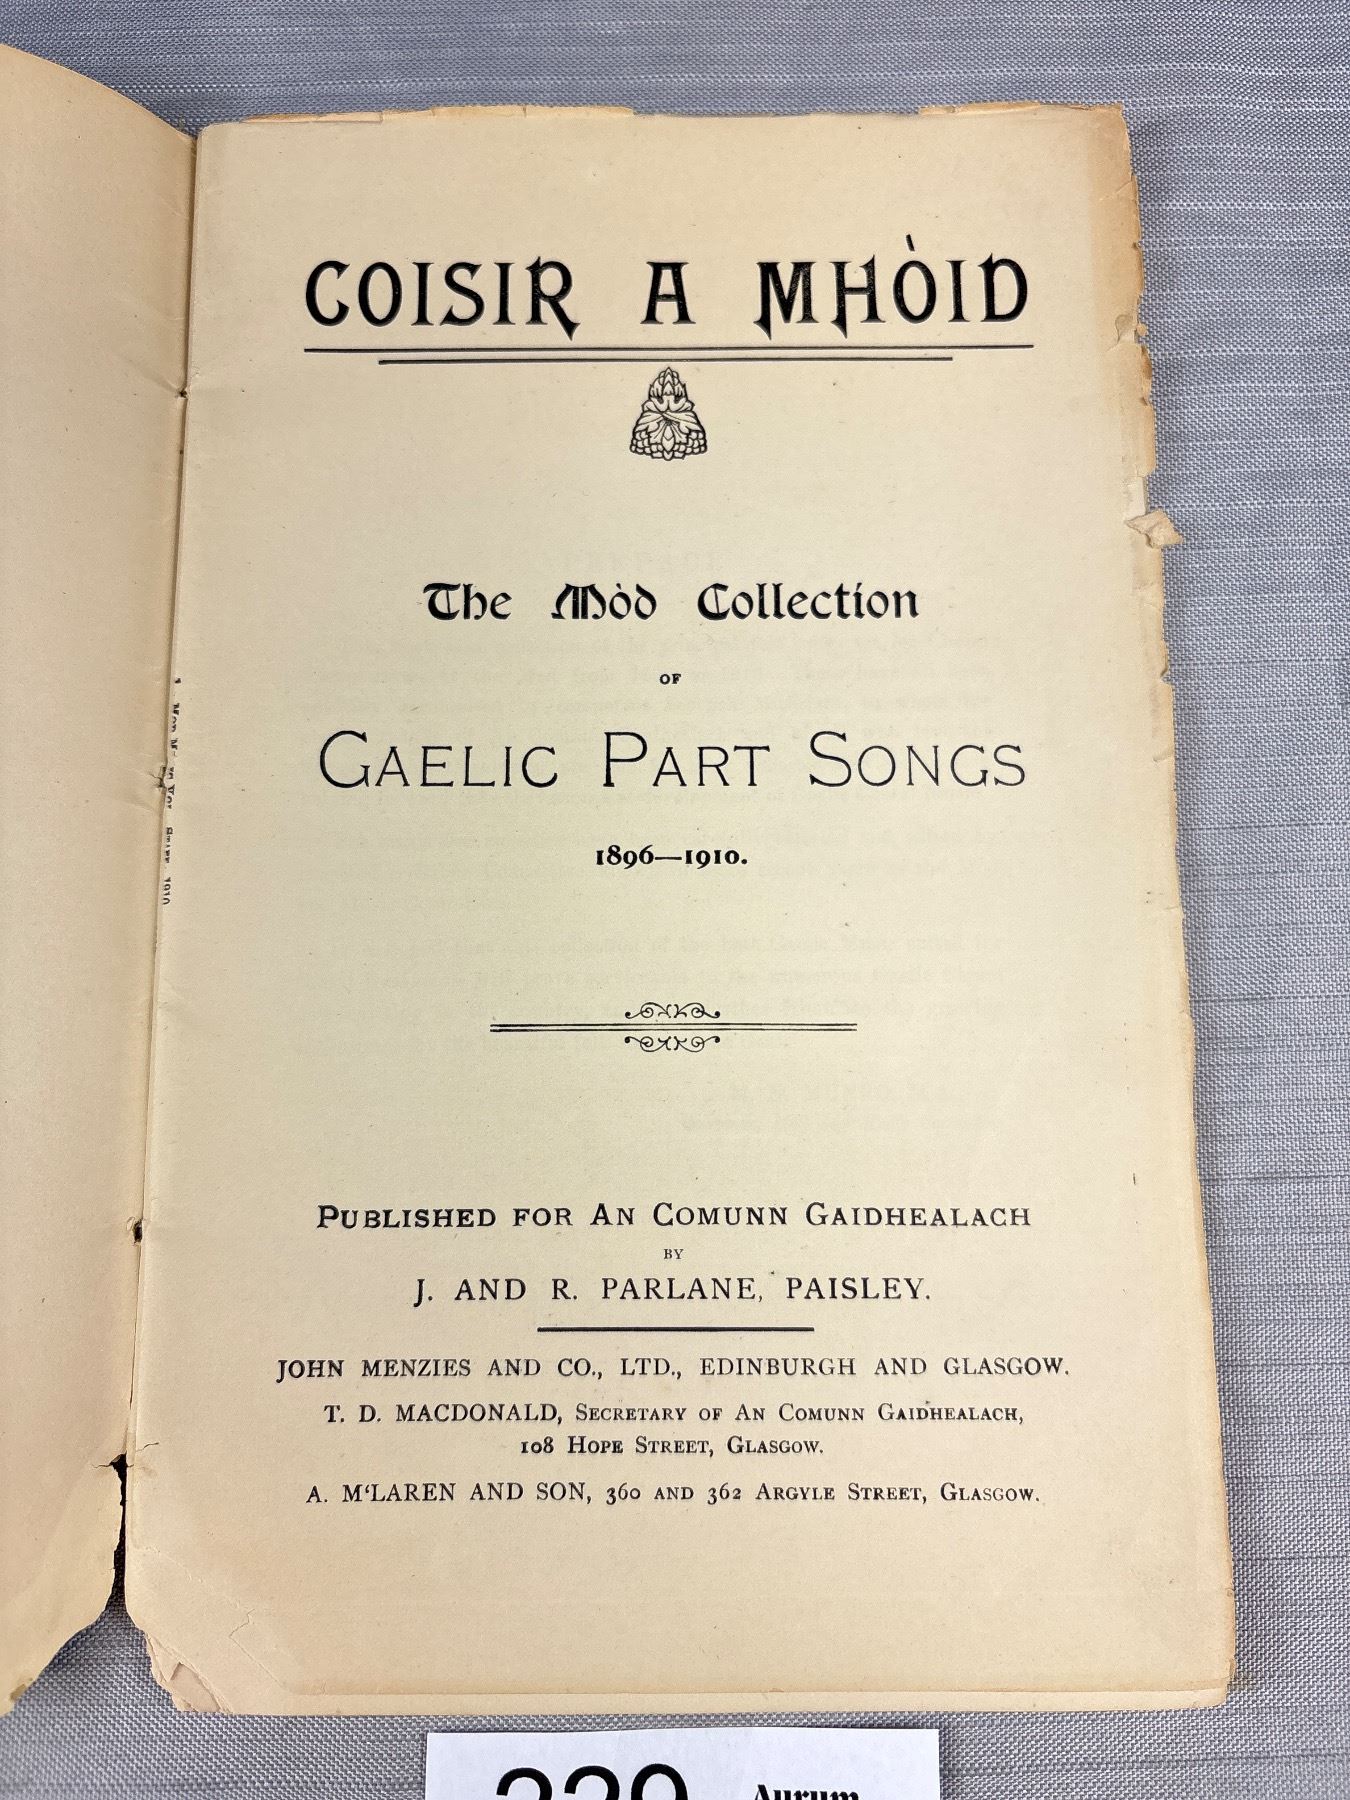 COISIR A MHÒID
The Mòd Collection
OF
GAELIC PART SONGS
1896—1910.
PUBLISHED FOR AN COMUNN GAIDHEALACH
BY
J. AND R. PARLANE, PAISLEY.
JOHN MENZIES AND CO., LTD., EDINBURGH AND GLASGOW.
T. D. MACDONALD, SECRETARY OF AN COMUNN GAIDHEALACH,
108 HOPE STREET, GLASGOW.
A. M'LAREN AND SON, 360 AND 362 ARGYLE STREET, GLASGOW.
Aurum